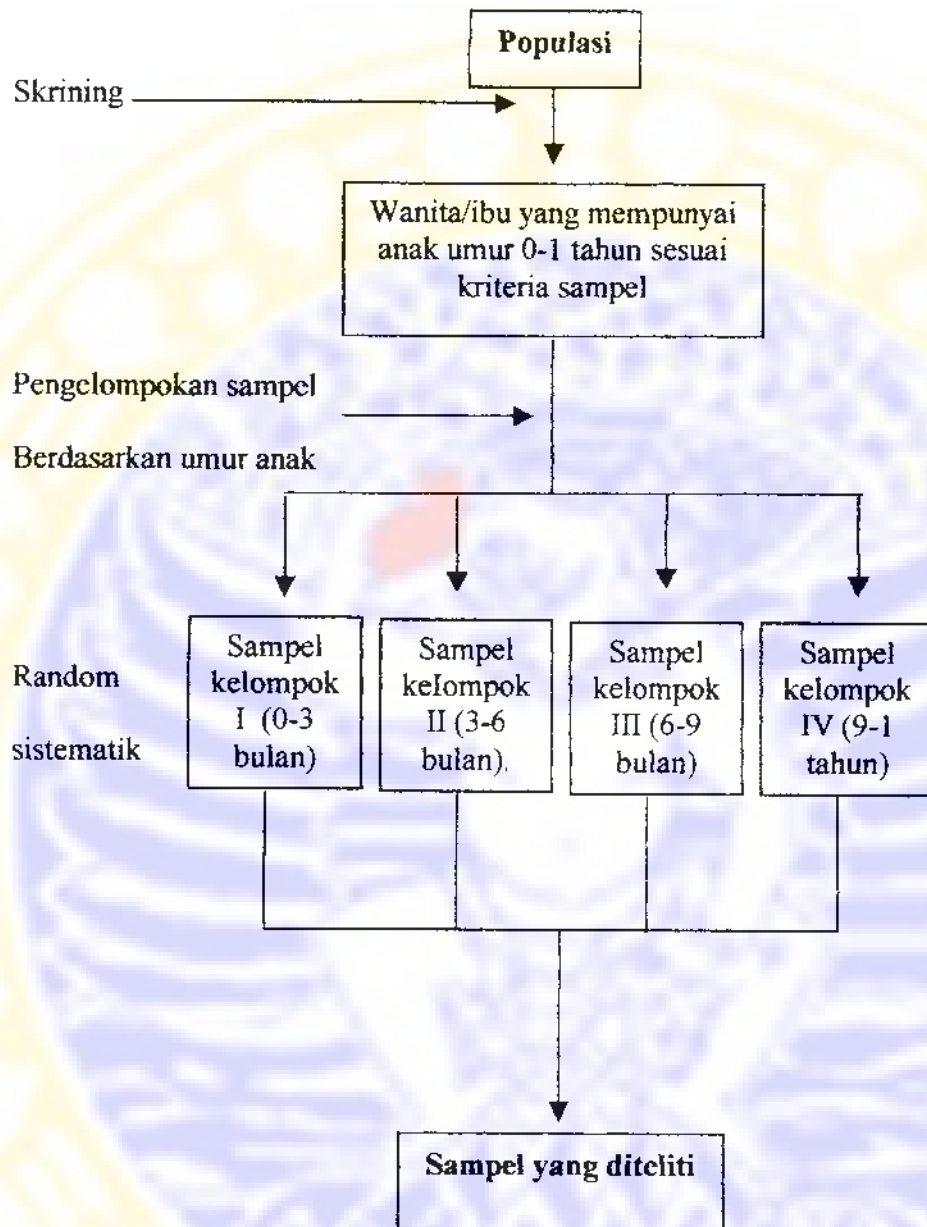 Populasi
Skrining
Wanita/ibu yang mempunyai
anak umur 0-1 tahun sesuai
kriteria sampel
Pengelompokan sampel
Berdasarkan umur anak
Random
sistematik
Sampel
kelompok
I (0-3
bulan)
Sampel
kelompok
II (3-6
bulan).
Sampel
kelompok
III (6-9
bulan)
Sampel
kelompok
IV (9-1
tahun)
Sampel yang diteliti